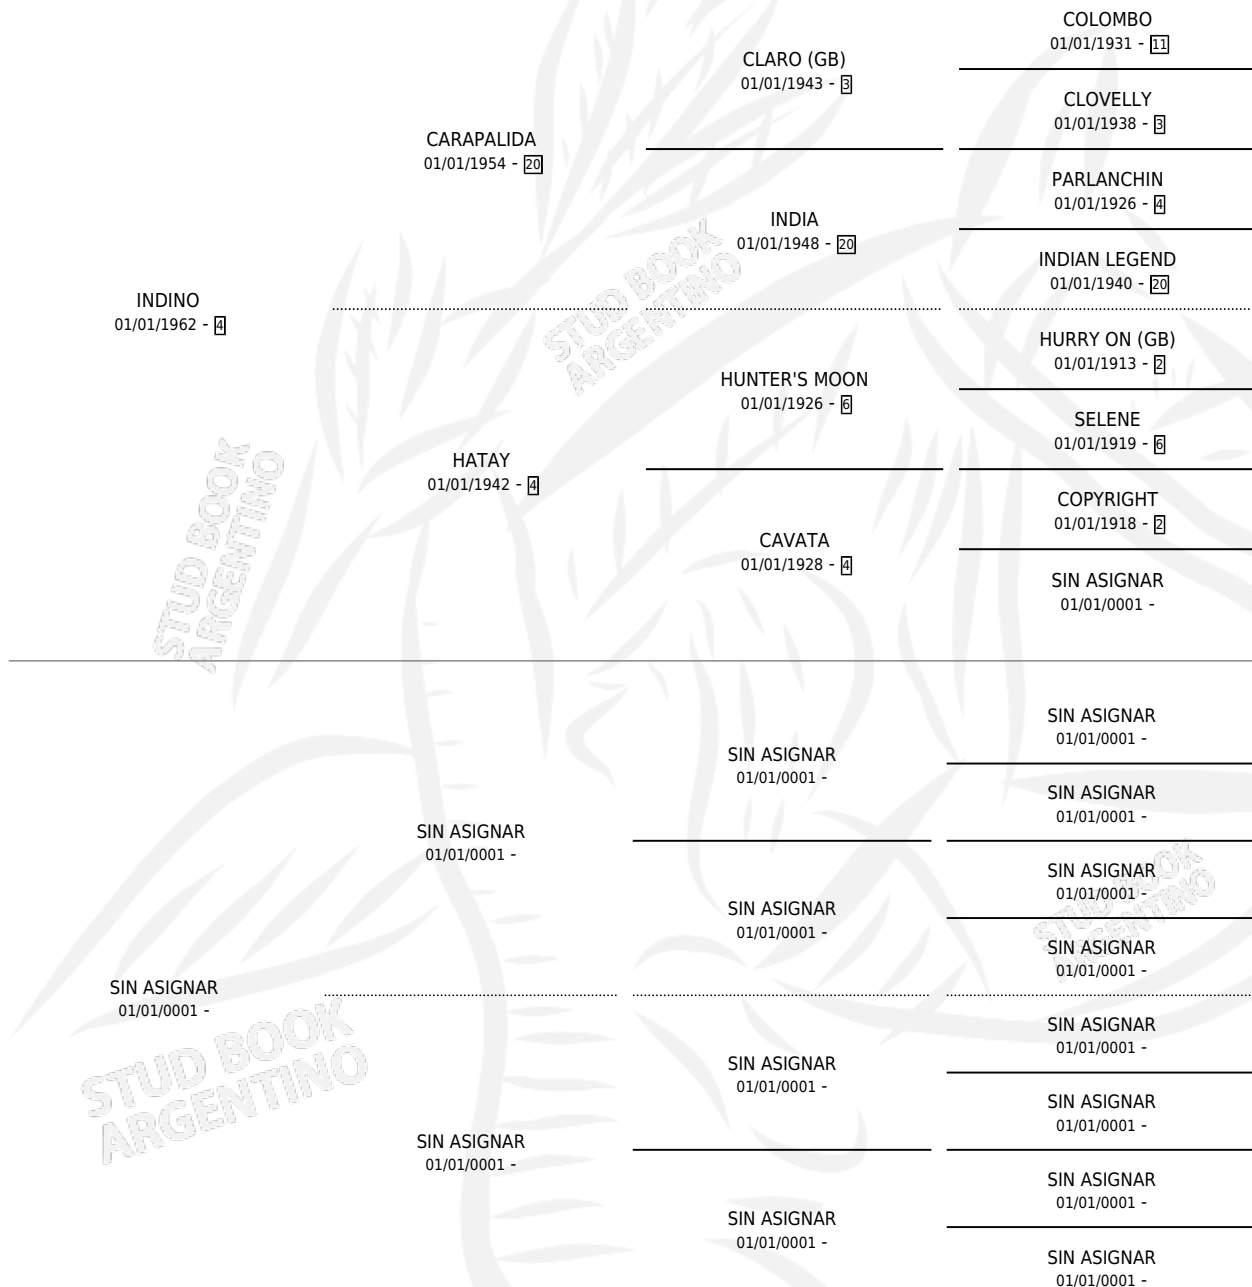 COLOMBO
01/01/1931 - 11
CLARO (GB)
01/01/1943 - 3
CLOVELLY
01/01/1938 - 3
CARAPALIDA
01/01/1954 - 20
PARLANCHIN
01/01/1926 - 4
INDIA
01/01/1948 - 20
INDIAN LEGEND
01/01/1940 - 20
STUD BOOK
ARGENTINO
INDINO
01/01/1962 - 4
HURRY ON (GB)
01/01/1913 - 2
HUNTER'S MOON
01/01/1926 - 6
SELENE
01/01/1919 - 6
HATAY
01/01/1942 - 4
COPYRIGHT
01/01/1918 - 2
CAVATA
01/01/1928 - 4
SIN ASIGNAR
01/01/0001 -
STUD BOOK
ARGENTINO
SIN ASIGNAR
01/01/0001 -
SIN ASIGNAR
01/01/0001 -
SIN ASIGNAR
01/01/0001 -
SIN ASIGNAR
01/01/0001 -
SIN ASIGNAR
01/01/0001 -
SIN ASIGNAR
01/01/0001 -
SIN ASIGNAR
01/01/0001 -
STUD BOOK
ARGENTINO
SIN ASIGNAR
01/01/0001 -
STUD BOOK
ARGENTINO
SIN ASIGNAR
01/01/0001 -
SIN ASIGNAR
01/01/0001 -
SIN ASIGNAR
01/01/0001 -
SIN ASIGNAR
01/01/0001 -
SIN ASIGNAR
01/01/0001 -
SIN ASIGNAR
01/01/0001 -
SIN ASIGNAR
01/01/0001 -